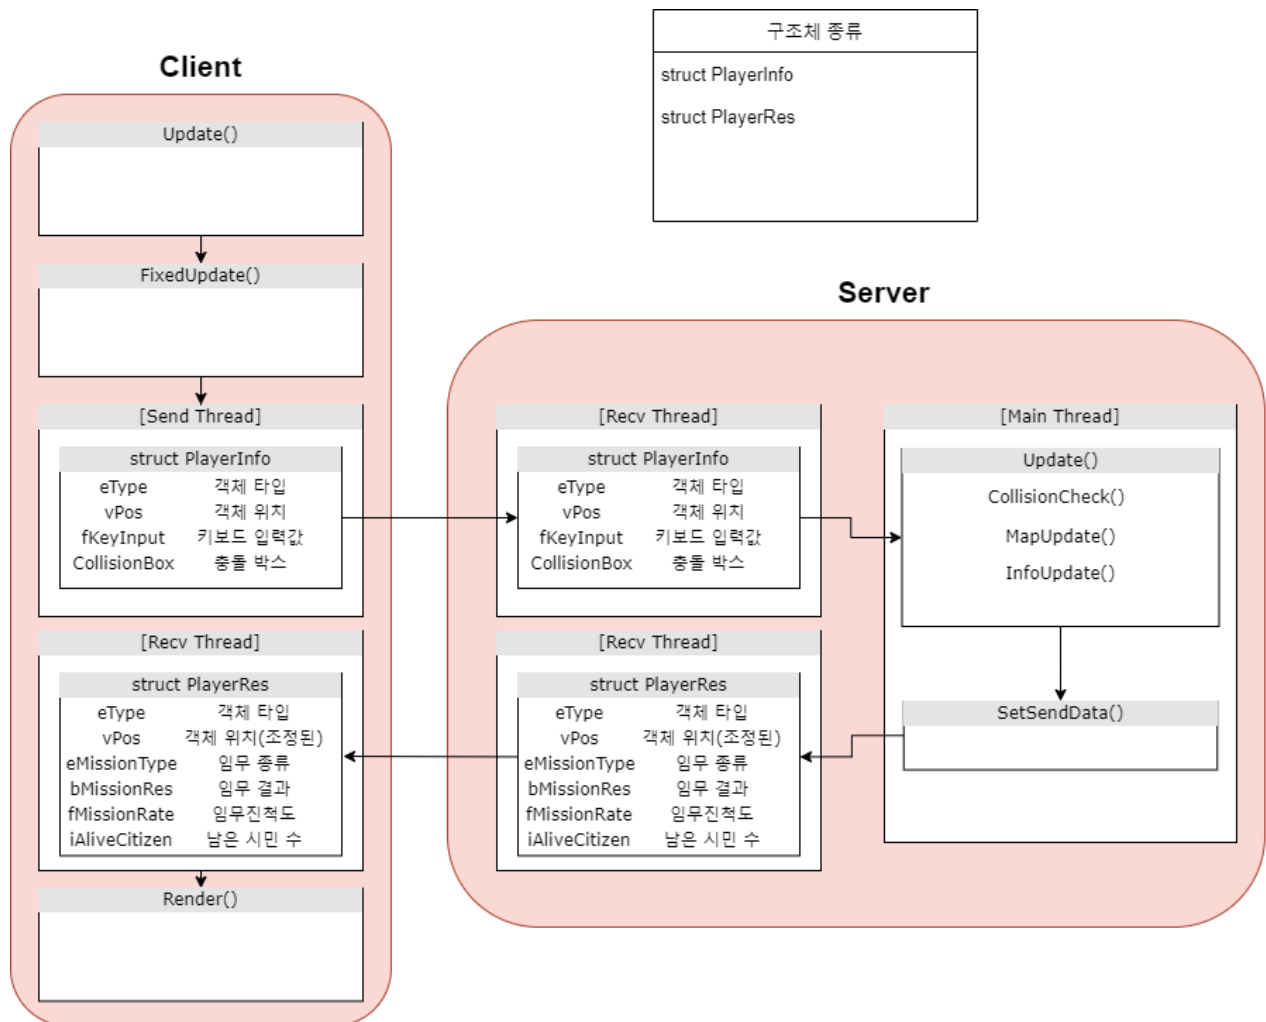 구조체 종류
struct PlayerInfo
struct PlayerRes
Client
Update()
FixedUpdate()
[Send Thread]
struct PlayerInfo
eType 객체 타입
vPos 객체 위치
fKeyInput 키보드 입력값
CollisionBox 충돌 박스
[Recv Thread]
struct PlayerRes
eType 객체 타입
vPos 객체 위치(조정된)
eMissionType 임무 종류
bMissionRes 임무 결과
fMissionRate 임무진척도
iAliveCitizen 남은 시민 수
Render()
Server
[Recv Thread]
struct PlayerInfo
eType 객체 타입
vPos 객체 위치
fKeyInput 키보드 입력값
CollisionBox 충돌 박스
[Recv Thread]
struct PlayerRes
eType 객체 타입
vPos 객체 위치(조정된)
eMissionType 임무 종류
bMissionRes 임무 결과
fMissionRate 임무진척도
iAliveCitizen 남은 시민 수
[Main Thread]
Update()
CollisionCheck()
MapUpdate()
InfoUpdate()
SetSendData()